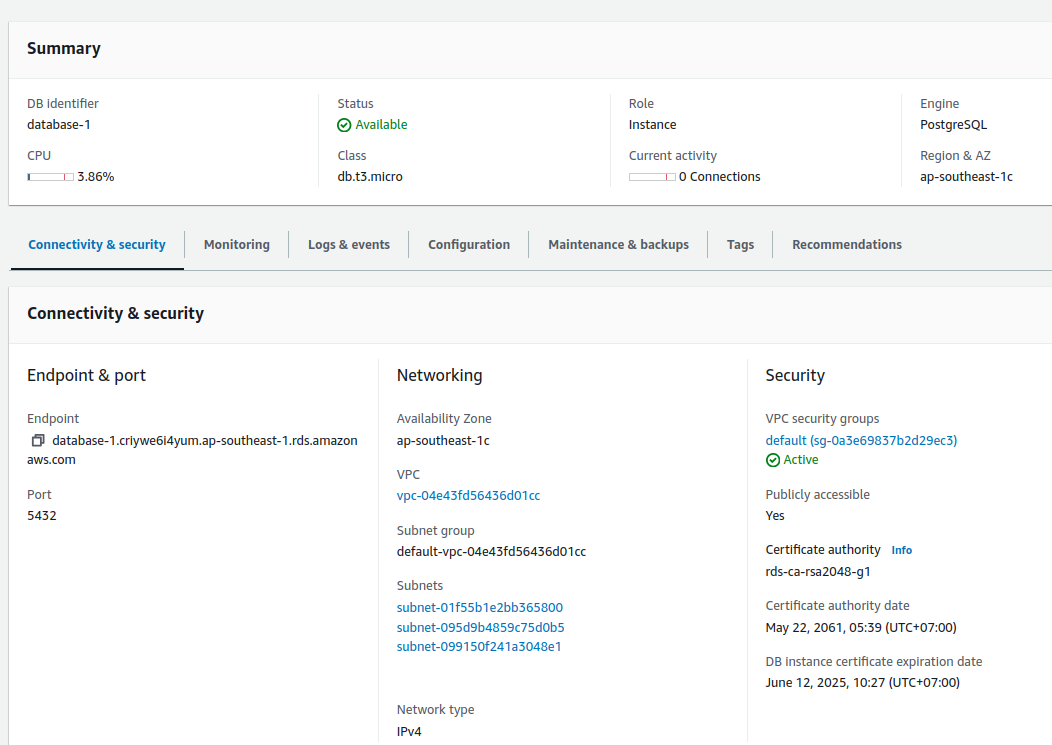 Summary
DB identifier
database-1
Status
Available
Role
Instance
Engine
PostgreSQL
CPU
3.86%
Class
db.t3.micro
Current activity
0 Connections
Region & AZ
ap-southeast-1c
Connectivity & security
Monitoring
Logs & events
Configuration
Maintenance & backups
Tags
Recommendations
Connectivity & security
Endpoint & port
Endpoint
database-1.criywe6i4yum.ap-southeast-1.rds.amazon
aws.com
Port
5432
Networking
Availability Zone
ap-southeast-1c
VPC
vpc-04e43fd56436d01cc
Subnet group
default-vpc-04e43fd56436d01cc
Subnets
subnet-01f55b1e2bb365800
subnet-095d9b4859c75d0b5
subnet-099150f241a3048e1
Network type
IPv4
Security
VPC security groups
default (sg-0a3e69837b2d29ec3)
Active
Publicly accessible
Yes
Certificate authority Info
rds-ca-rsa2048-g1
Certificate authority date
May 22, 2061, 05:39 (UTC+07:00)
DB instance certificate expiration date
June 12, 2025, 10:27 (UTC+07:00)